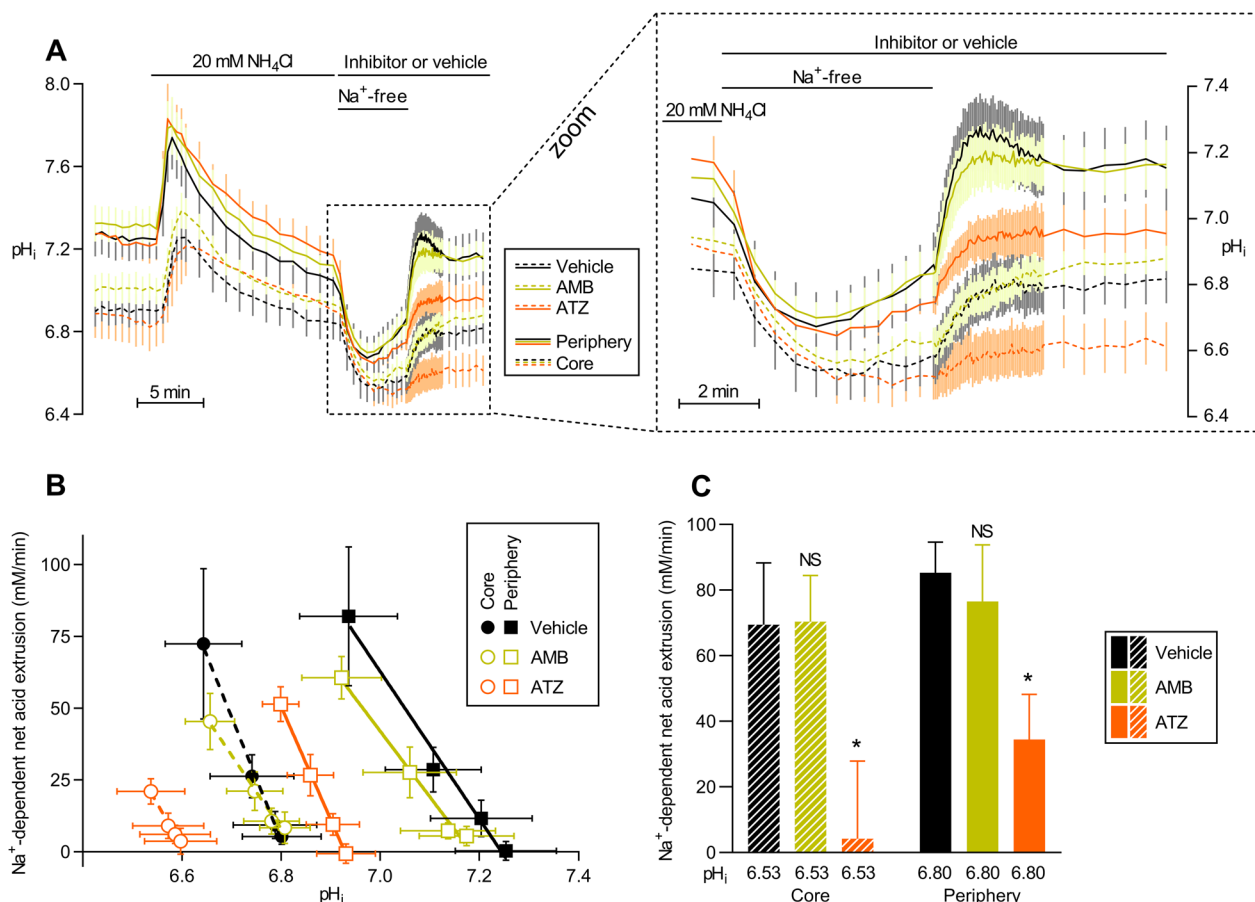 A
20 mM NH₄Cl
Inhibitor or vehicle
Na⁺-free
8.0
7.6
7.2
6.8
6.4
pHᵢ
5 min
zoom
Vehicle
AMB
ATZ
Periphery
Core
Inhibitor or vehicle
Na⁺-free
20 mM NH₄Cl
7.4
7.2
7.0
6.8
6.6
6.4
pHᵢ
2 min
B
Na⁺-dependent net acid extrusion (mM/min)
100
75
50
25
0
6.6 6.8 7.0 7.2 7.4
pHᵢ
Core
Periphery
Vehicle
AMB
ATZ
C
Na⁺-dependent net acid extrusion (mM/min)
100
80
60
40
20
0
NS
*
NS
*
pHᵢ 6.53 6.53 6.53 6.80 6.80 6.80
Core Periphery
Vehicle
AMB
ATZ